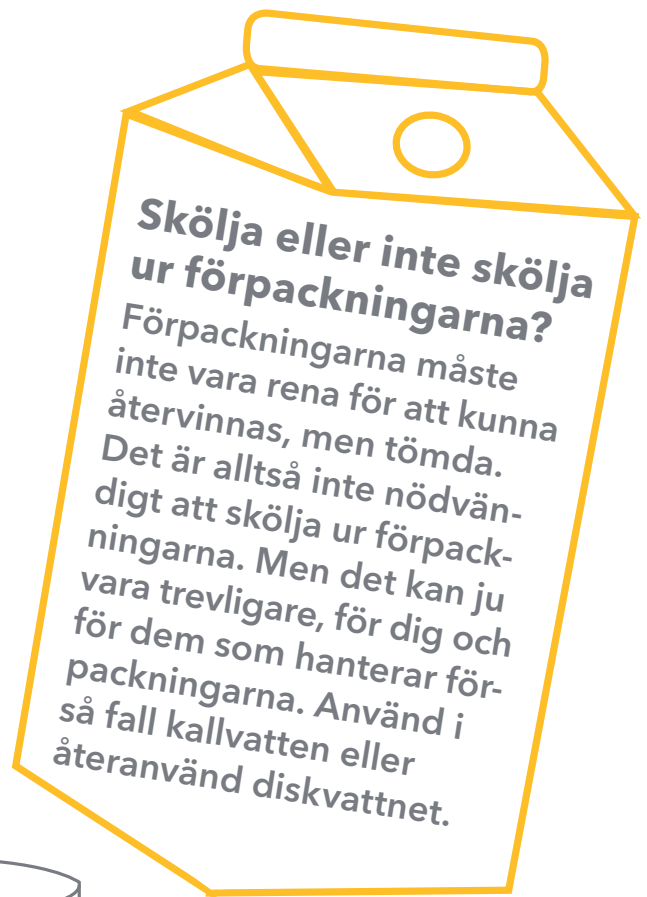 Skölja eller inte skölja
ur förpackningarna?
Förpackningarna måste
inte vara rena för att kunna
återvinnas, men tömda.
Det är alltså inte nödvän-
digt att skölja ur förpack-
ningarna. Men det kan ju
vara trevligare, för dig och
för dem som hanterar för-
packningarna. Använd i
så fall kallvatten eller
återanvänd diskvattnet.